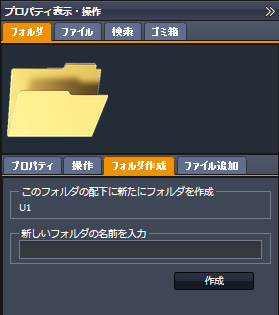 プロパティ表示・操作 »
フォルダ ファイル 検索 ゴミ箱
プロパティ 操作 フォルダ作成 ファイル追加
このフォルダの配下に新たにフォルダを作成
U1
新しいフォルダの名前を入力
作成